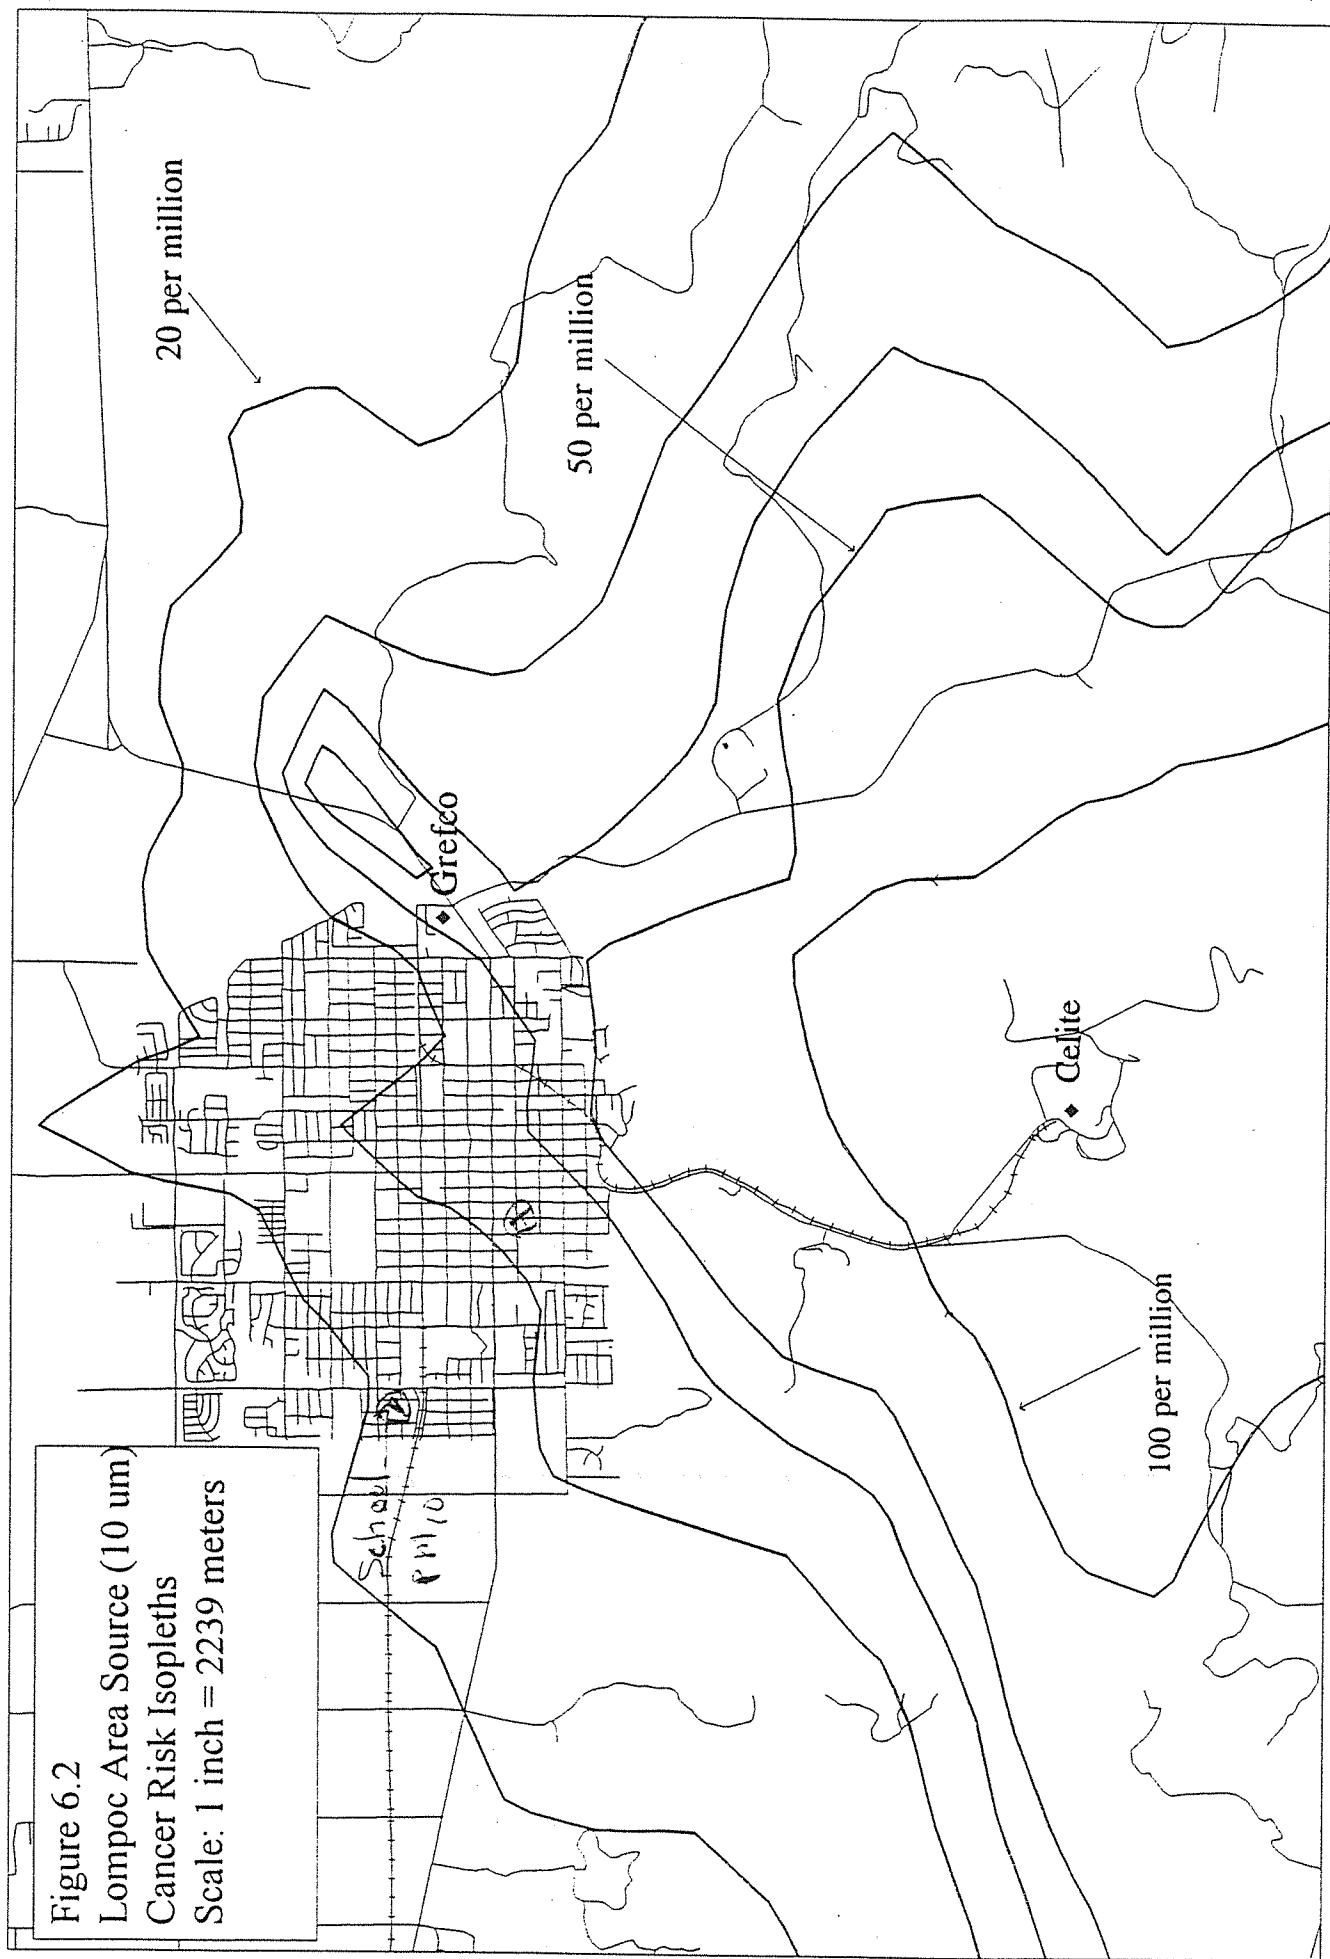 Figure 6.2
Lompoc Area Source (10 um)
Cancer Risk Isopleths
Scale: 1 inch = 2239 meters
20 per million
50 per million
Grefco
School
PM10
H
Celite
100 per million